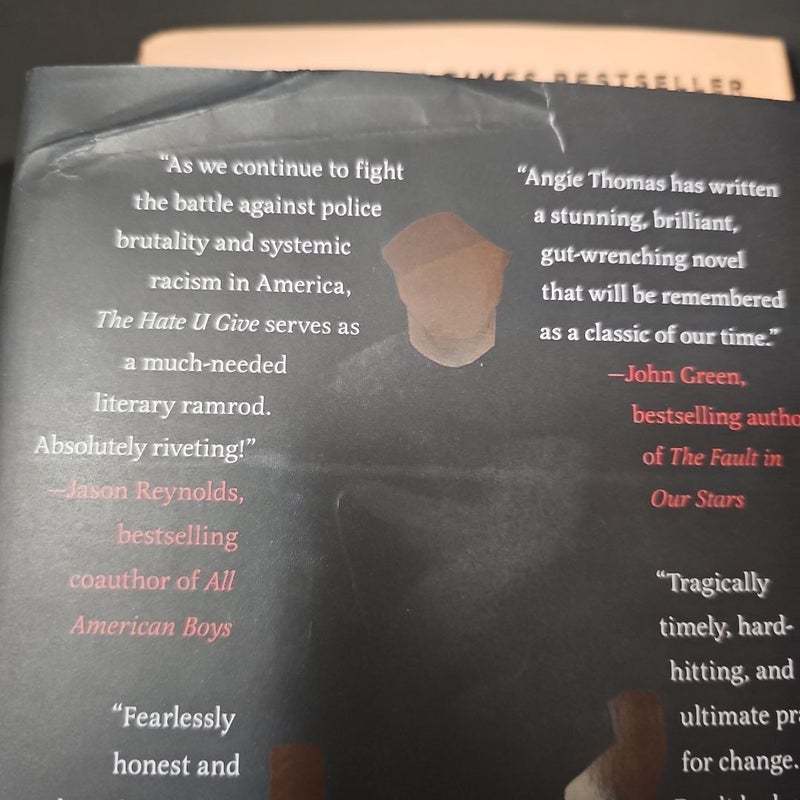 BESTSELLER
“As we continue to fight
the battle against police
brutality and systemic
racism in America,
The Hate U Give serves as
a much-needed
literary ramrod.
Absolutely riveting!”
—Jason Reynolds,
bestselling
coauthor of All
American Boys
“Fearlessly
honest and
“Angie Thomas has written
a stunning, brilliant,
gut-wrenching novel
that will be remembered
as a classic of our time.”
—John Green,
bestselling
of The Fault in
Our Stars
“Tragically
timely, hard-
hitting, and
ultimate
for change.